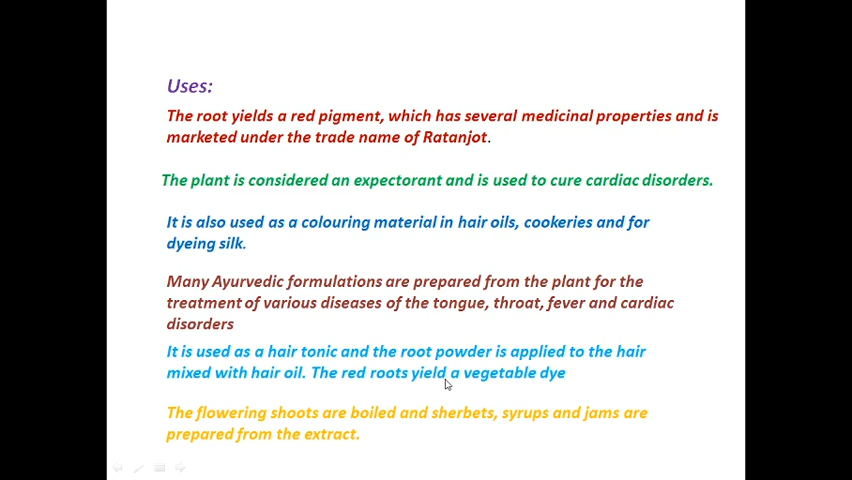 Uses:
The root yields a red pigment, which has several medicinal properties and is
marketed under the trade name of Ratanjot.
The plant is considered an expectorant and is used to cure cardiac disorders.
It is also used as a colouring material in hair oils, cookeries and for
dyeing silk.
Many Ayurvedic formulations are prepared from the plant for the
treatment of various diseases of the tongue, throat, fever and cardiac
disorders
It is used as a hair tonic and the root powder is applied to the hair
mixed with hair oil. The red roots yield a vegetable dye
The flowering shoots are boiled and sherbets, syrups and jams are
prepared from the extract.